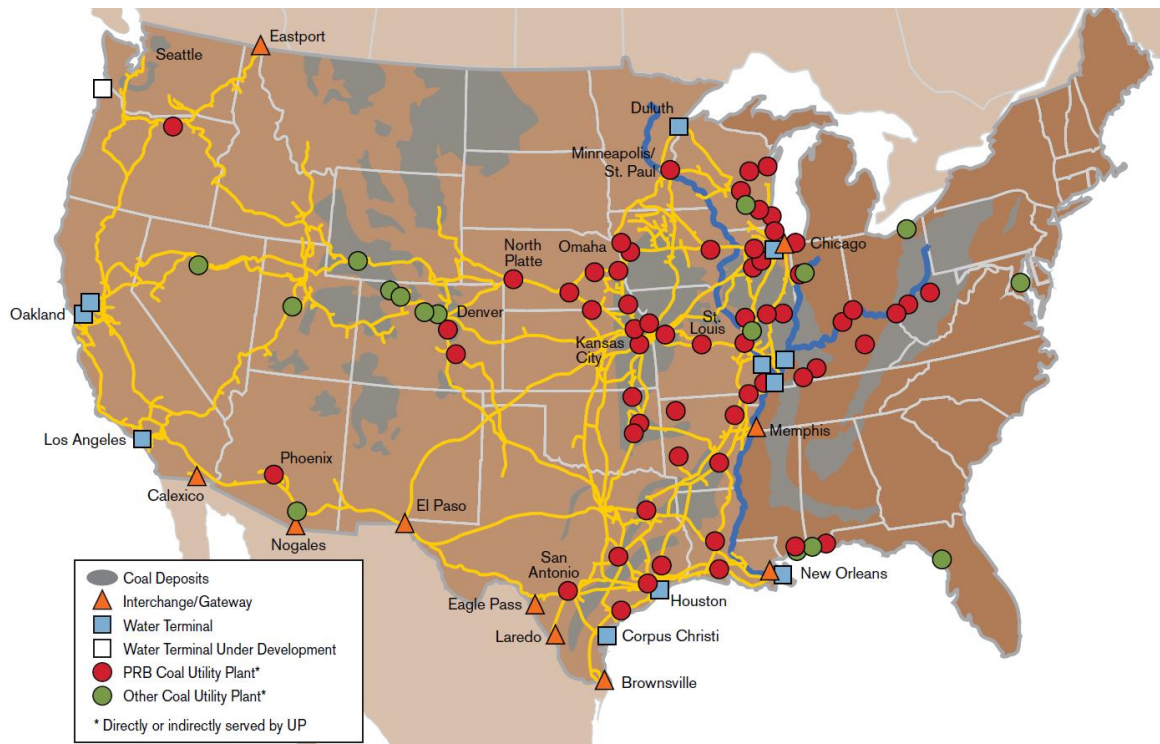 Eastport
Seattle
Duluth
Minneapolis/
St. Paul
Chicago
North
Platte
Omaha
Oakland
Denver
St.
Louis
Kansas
City
Los Angeles
Memphis
Phoenix
Calexico
El Paso
Nogales
San
Antonio
New Orleans
Eagle Pass
Houston
Laredo
Corpus Christi
Brownsville
Coal Deposits
Interchange/Gateway
Water Terminal
Water Terminal Under Development
PRB Coal Utility Plant*
Other Coal Utility Plant*
* Directly or indirectly served by UP